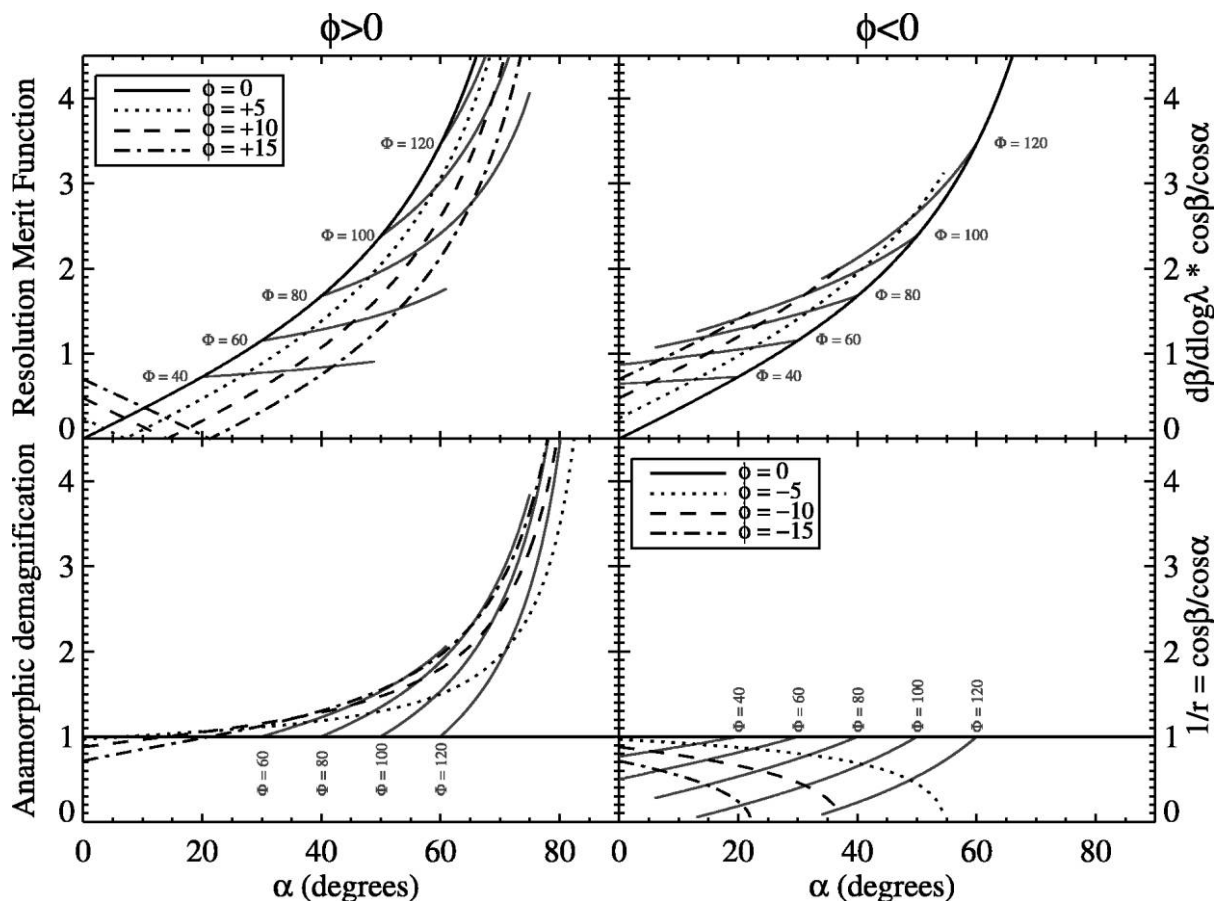 ϕ>0
ϕ<0
Resolution Merit Function
4
3
2
1
0
ϕ = 0
ϕ = +5
ϕ = +10
ϕ = +15
Φ = 120
Φ = 100
Φ = 80
Φ = 60
Φ = 40
Φ = 120
Φ = 100
Φ = 80
Φ = 60
Φ = 40
4
3
2
1
0
dβ/dlogλ * cosβ/cosα
Anamorphic demagnification
4
3
2
1
0
Φ = 60
Φ = 80
Φ = 100
Φ = 120
ϕ = 0
ϕ = −5
ϕ = −10
ϕ = −15
Φ = 40
Φ = 60
Φ = 80
Φ = 100
Φ = 120
4
3
2
1
0
1/r = cosβ/cosα
0 20 40 60 80
0 20 40 60 80
α (degrees)
α (degrees)